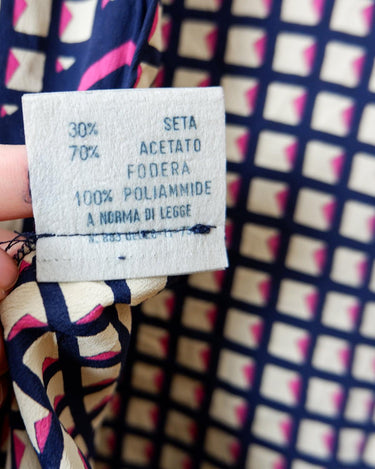 30% SETA
70% ACETATO
FODERA
100% POLIAMMIDE
A NORMA DI LEGGE